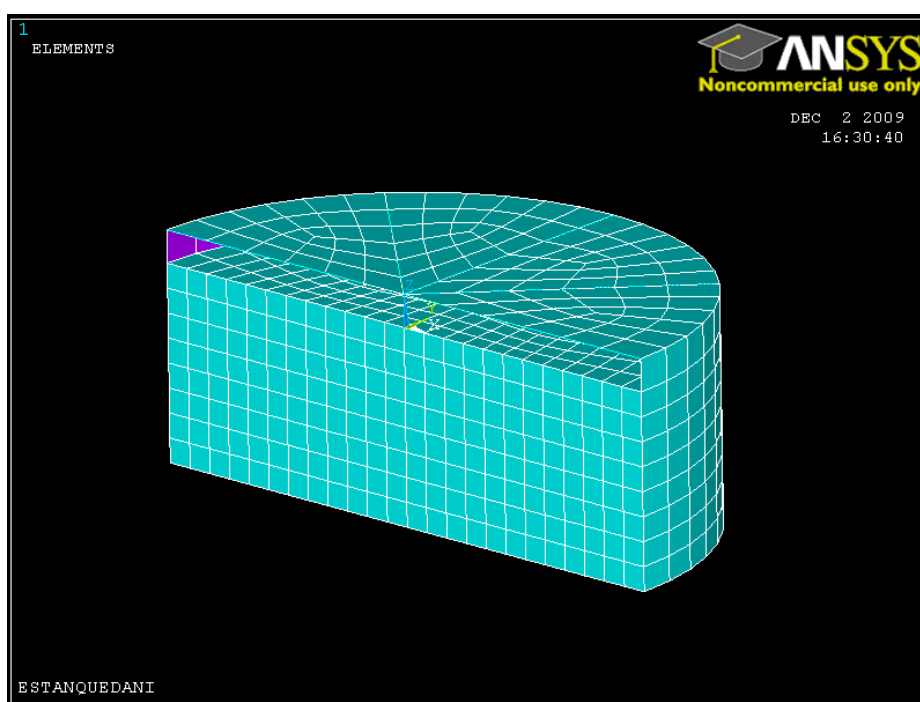 1
ELEMENTS
ANSYS
Noncommercial use only
DEC 2 2009
16:30:40
Z
Y
X
ESTANQUEDANI